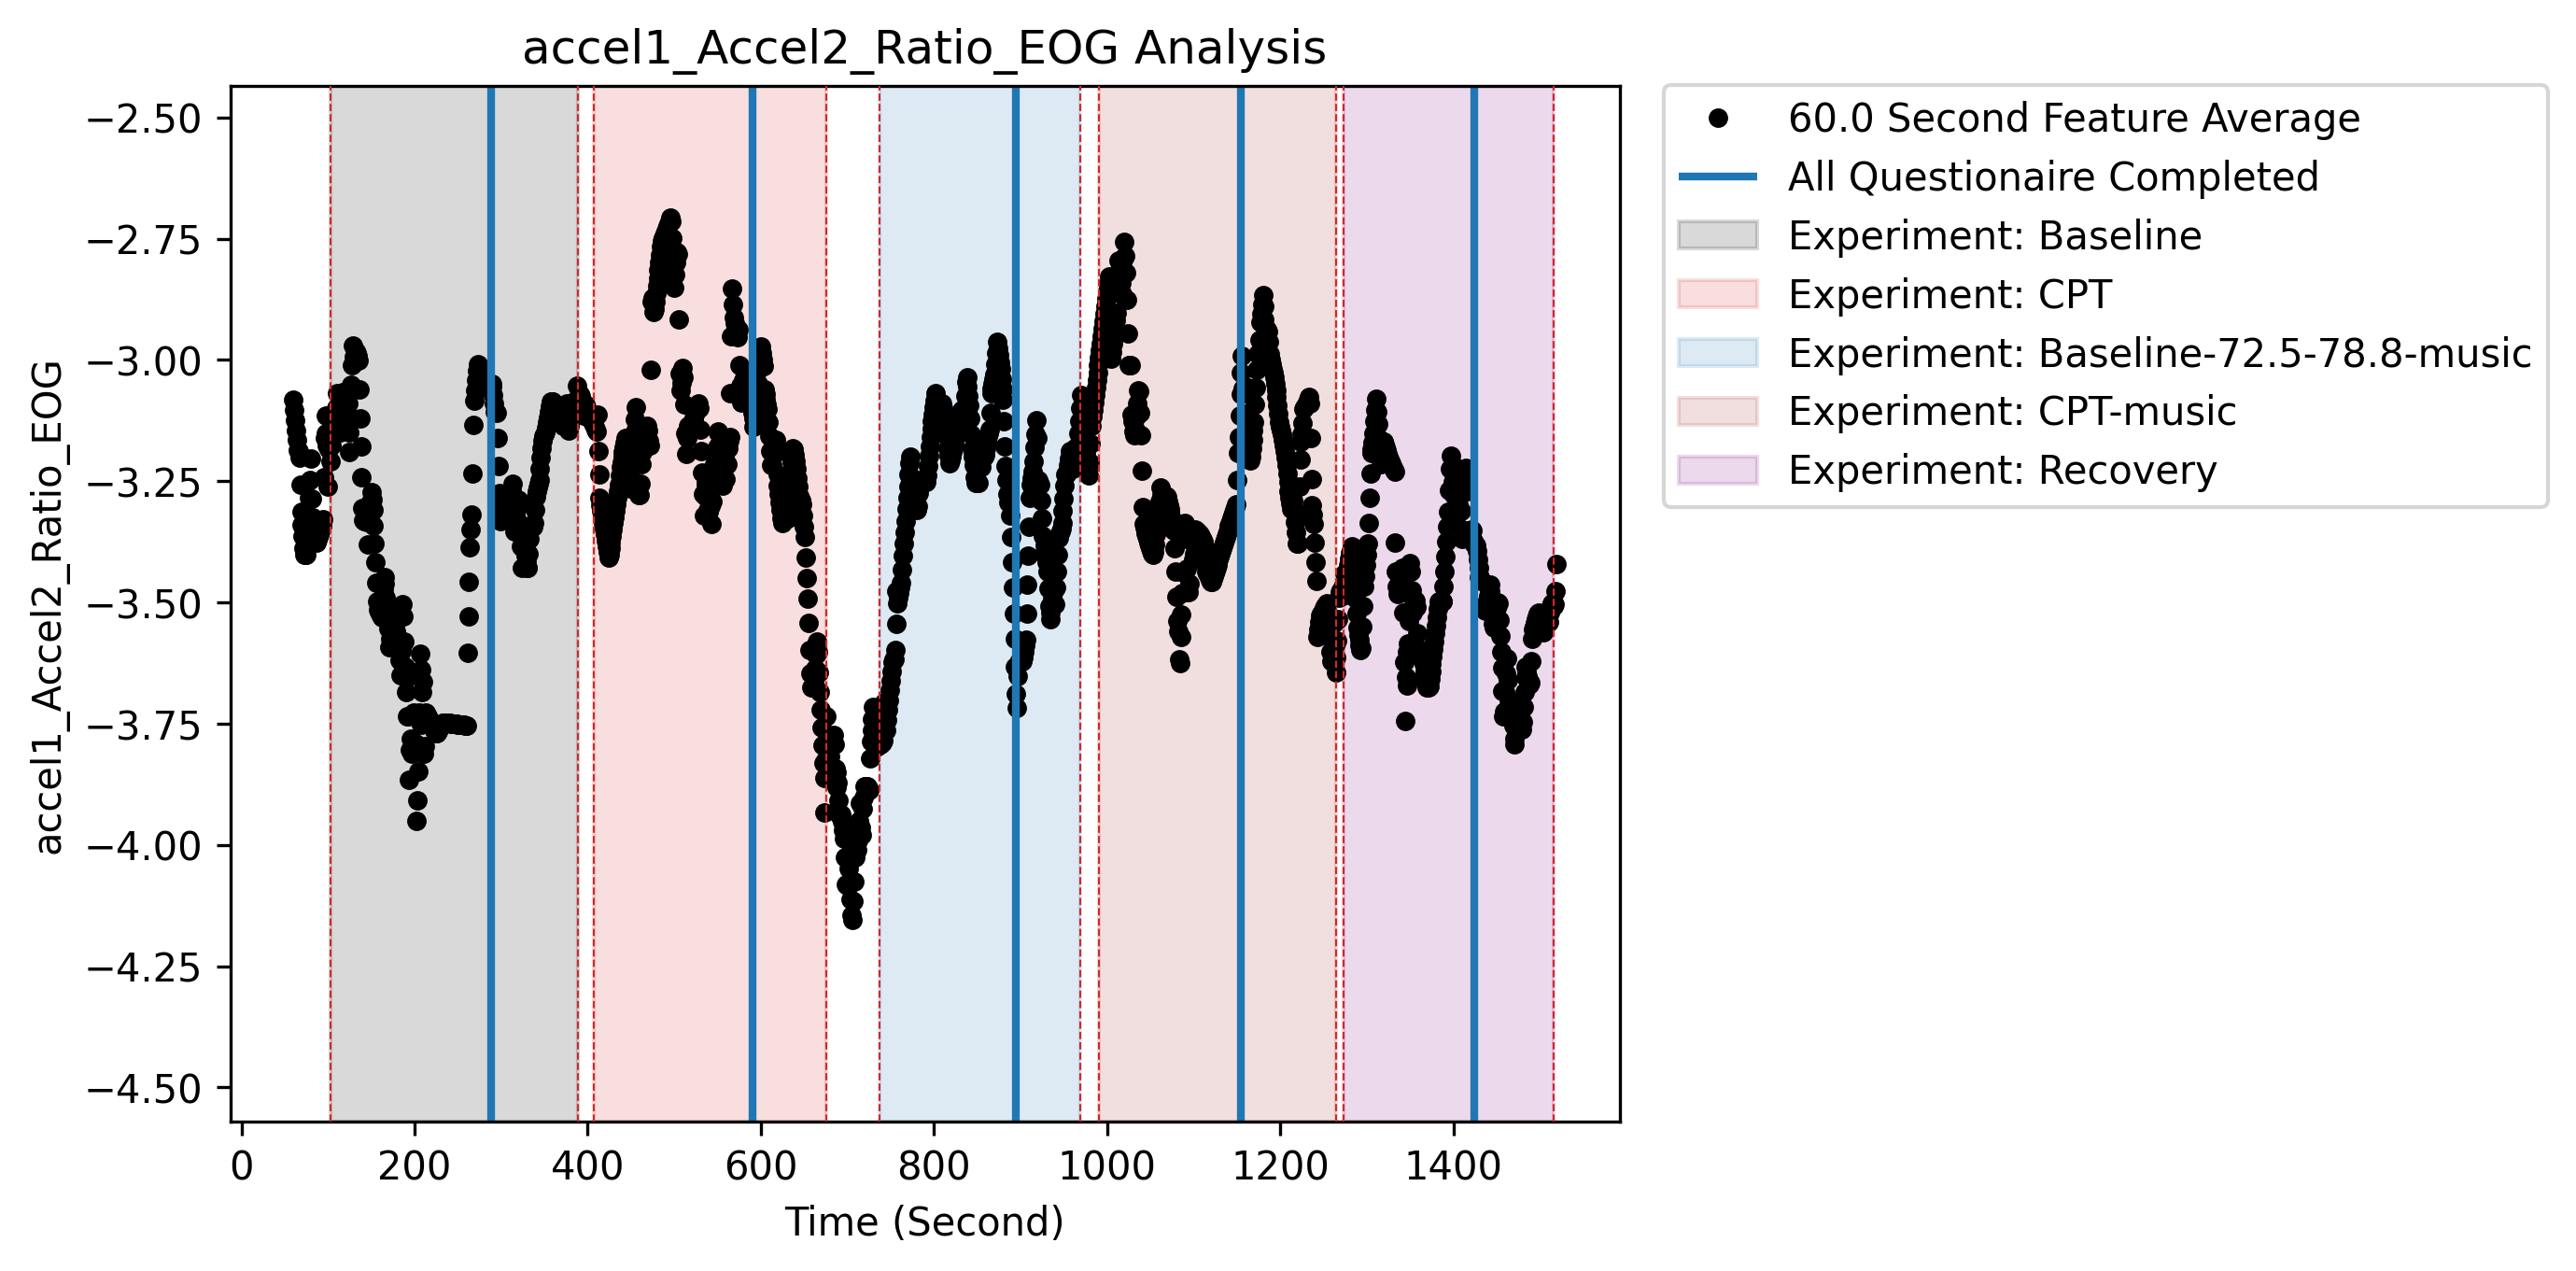 accel1_Accel2_Ratio_EOG Analysis
accel1_Accel2_Ratio_EOG
−2.50
−2.75
−3.00
−3.25
−3.50
−3.75
−4.00
−4.25
−4.50
0 200 400 600 800 1000 1200 1400
Time (Second)
60.0 Second Feature Average
All Questionaire Completed
Experiment: Baseline
Experiment: CPT
Experiment: Baseline-72.5-78.8-music
Experiment: CPT-music
Experiment: Recovery